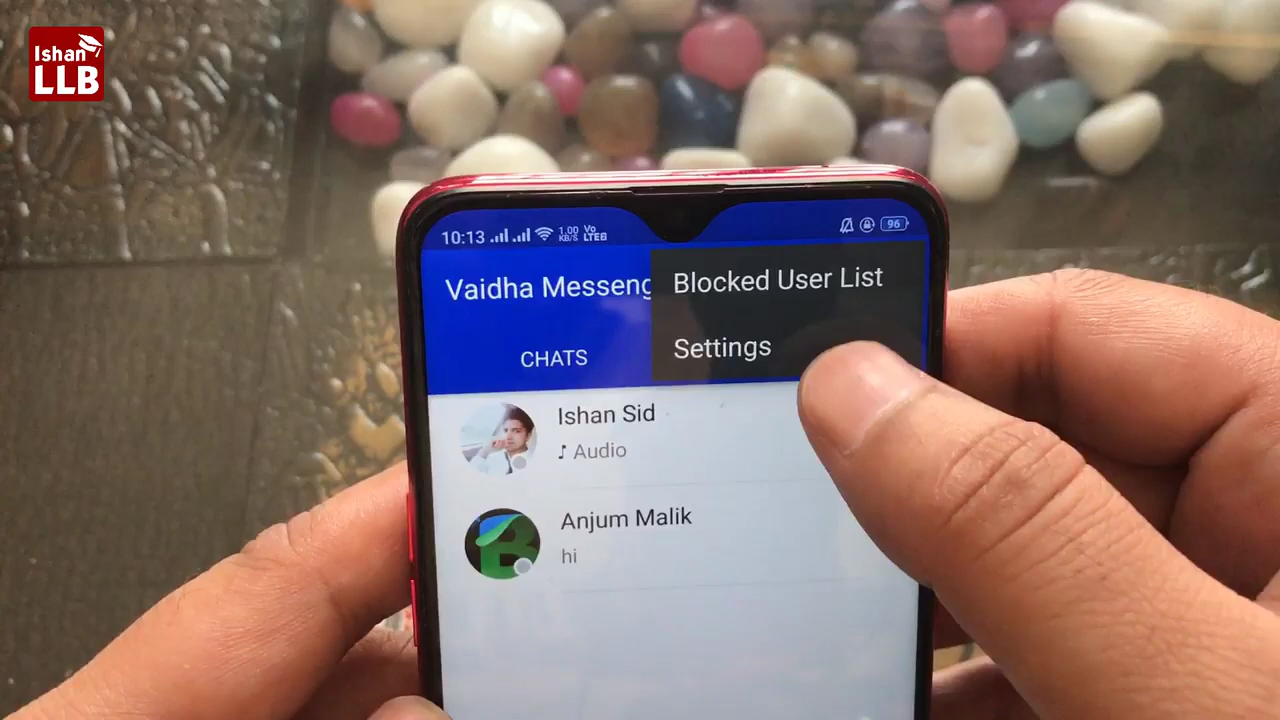 Ishan
LLB
10:13
1.00
KB/S
Vo
LTE2
96
Vaidha Messeng
Blocked User List
Settings
CHATS
Ishan Sid
♪ Audio
Anjum Malik
hi